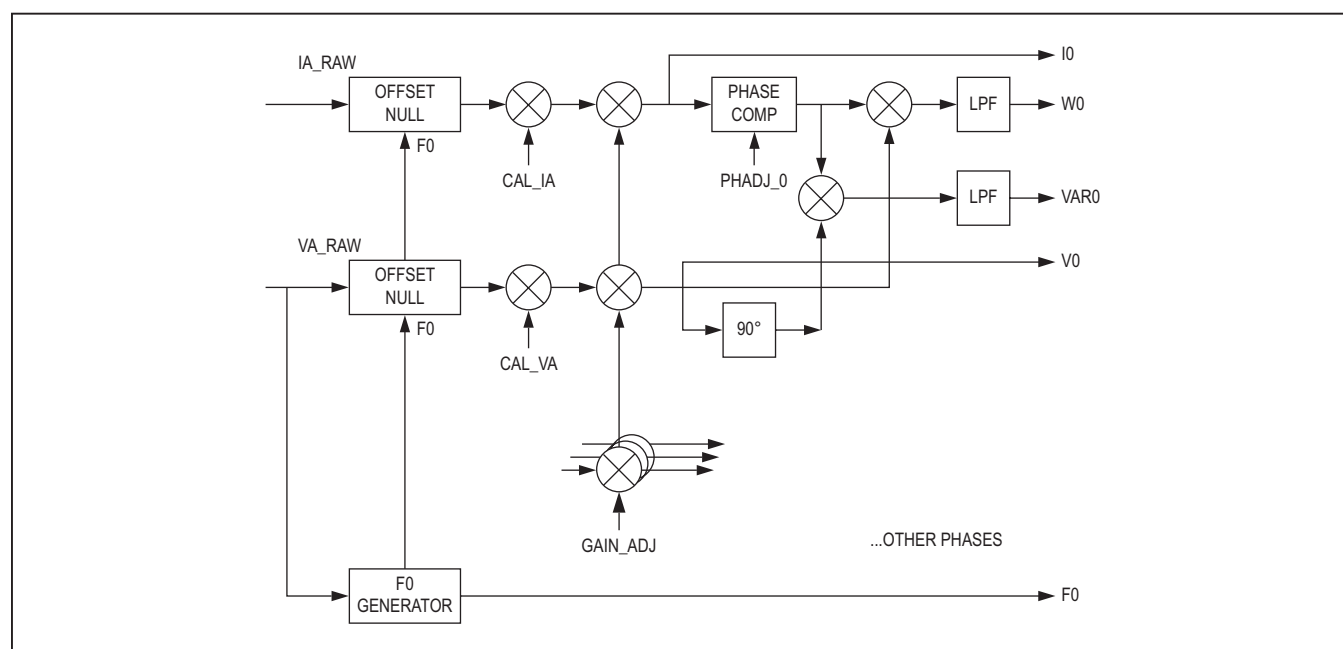 IA_RAW
OFFSET
NULL
F0
CAL_IA
PHASE
COMP
PHADJ_0
LPF
I0
W0
LPF
VAR0
VA_RAW
OFFSET
NULL
F0
CAL_VA
90°
V0
GAIN_ADJ
...OTHER PHASES
F0
GENERATOR
F0